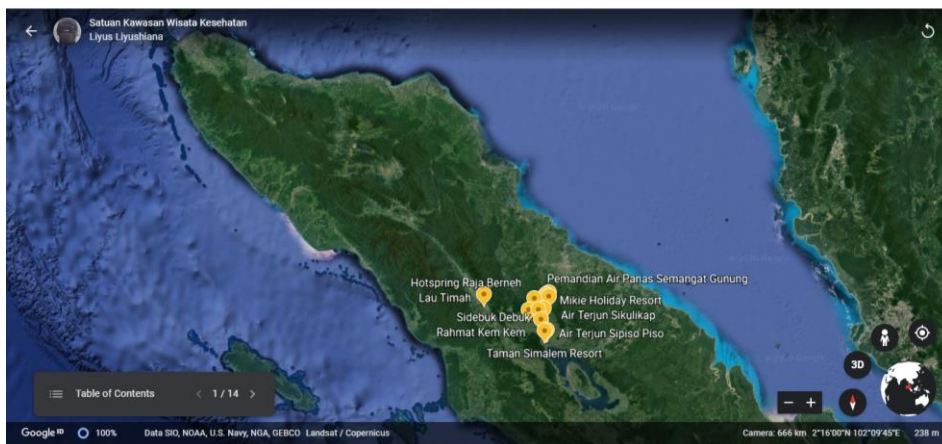 Satuan Kawasan Wisata Kesehatan
Liyus Liyushiana
Hotspring Raja Berneh
Pemandian Air Panas Semangat Gunung
Lau Timah
Mikie Holiday Resort
Sidebuk Debuk
Air Terjun Sikulikap
Rahmat Kem Kem
Air Terjun Sipiso Piso
Taman Simalem Resort
3D
Table of Contents
1 / 14
Google
100%
Data SIO, NOAA, U.S. Navy, NGA, GEBCO Landsat / Copernicus
Camera: 666 km 2°16'00"N 102°09'45"E
238 m